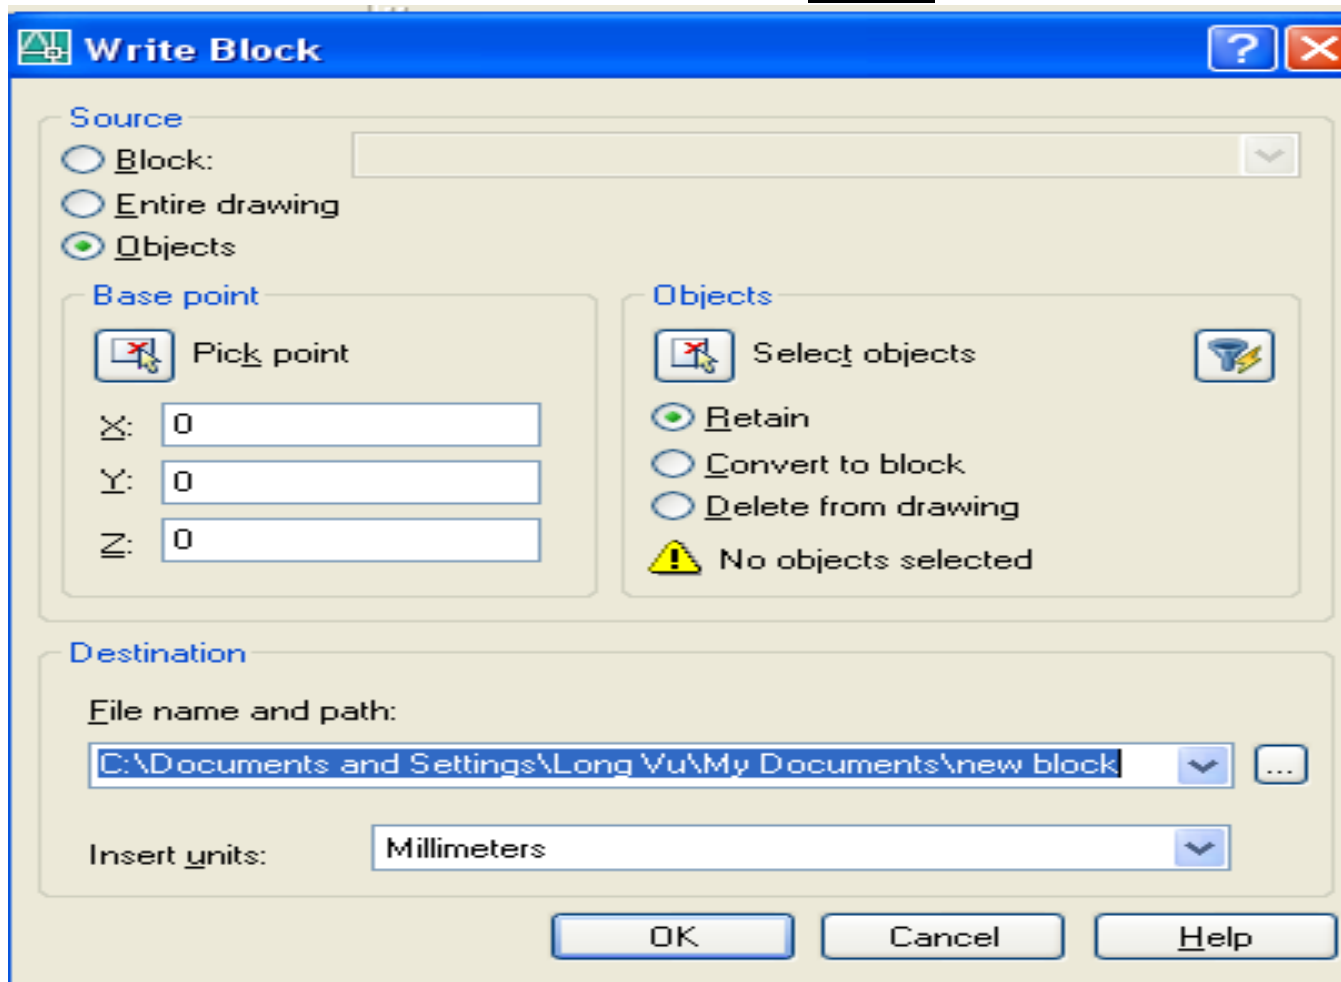 Write Block
Source
Block:
Entire drawing
Objects
Base point
Pick point
X: 0
Y: 0
Z: 0
Objects
Select objects
Retain
Convert to block
Delete from drawing
No objects selected
Destination
File name and path:
C:\Documents and Settings\Long Vu\My Documents\new block
...
Insert units: Millimeters
OK Cancel Help